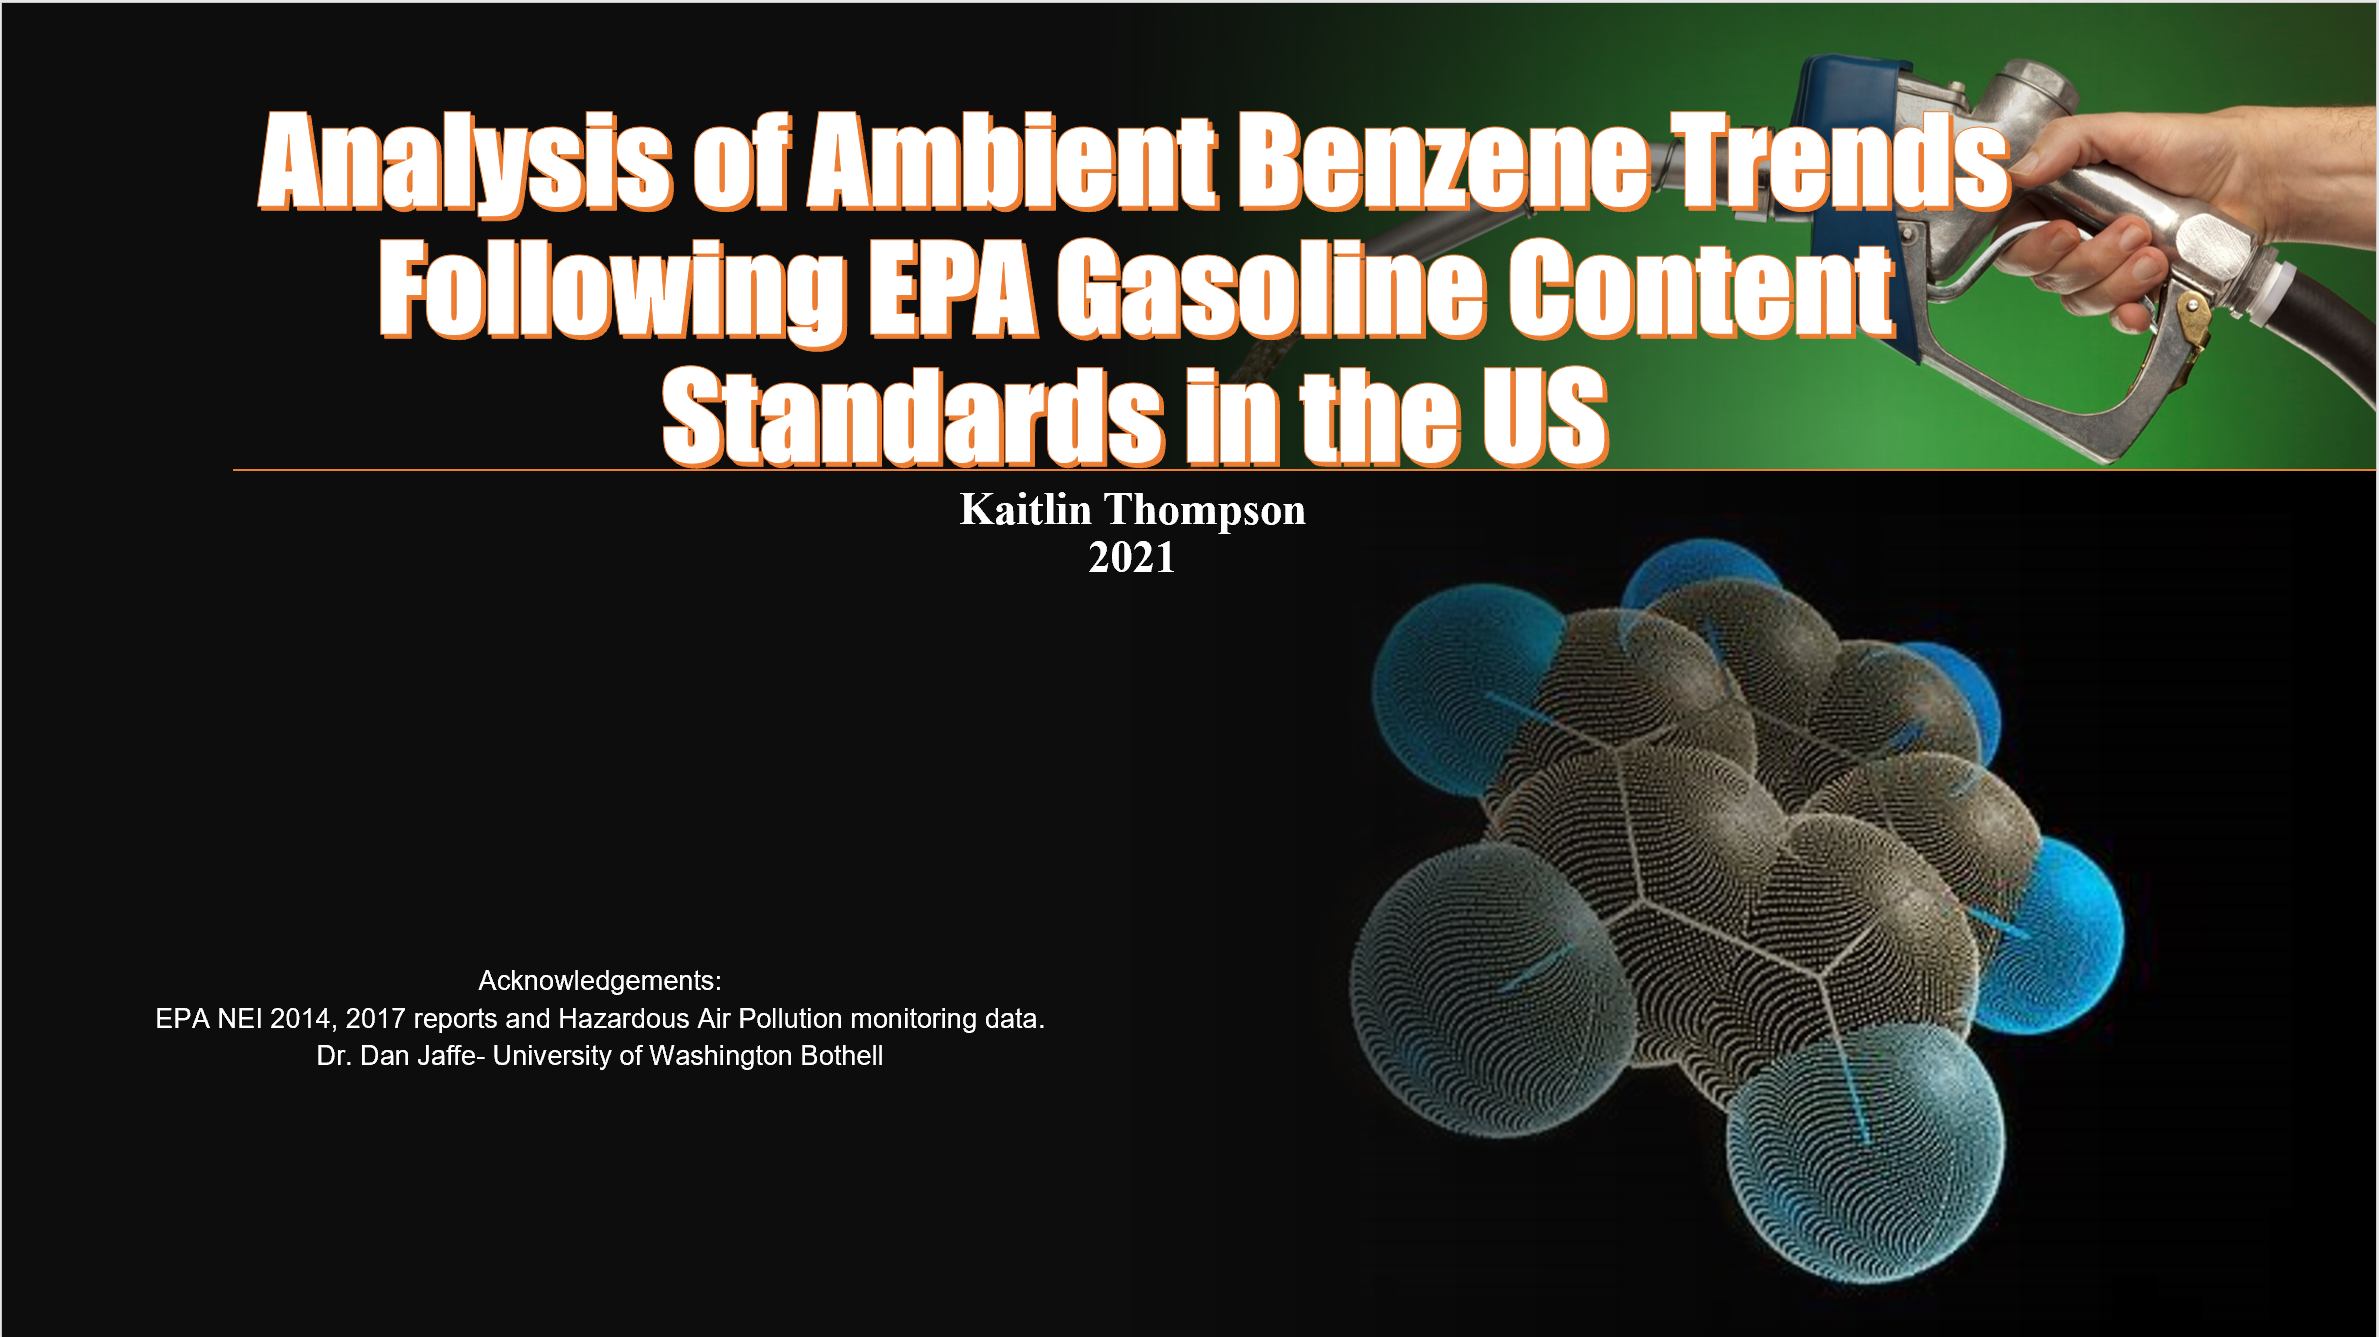 Analysis of Ambient Benzene Trends
Following EPA Gasoline Content
Standards in the US
Kaitlin Thompson
2021
Acknowledgements:
EPA NEI 2014, 2017 reports and Hazardous Air Pollution monitoring data.
Dr. Dan Jaffe- University of Washington Bothell